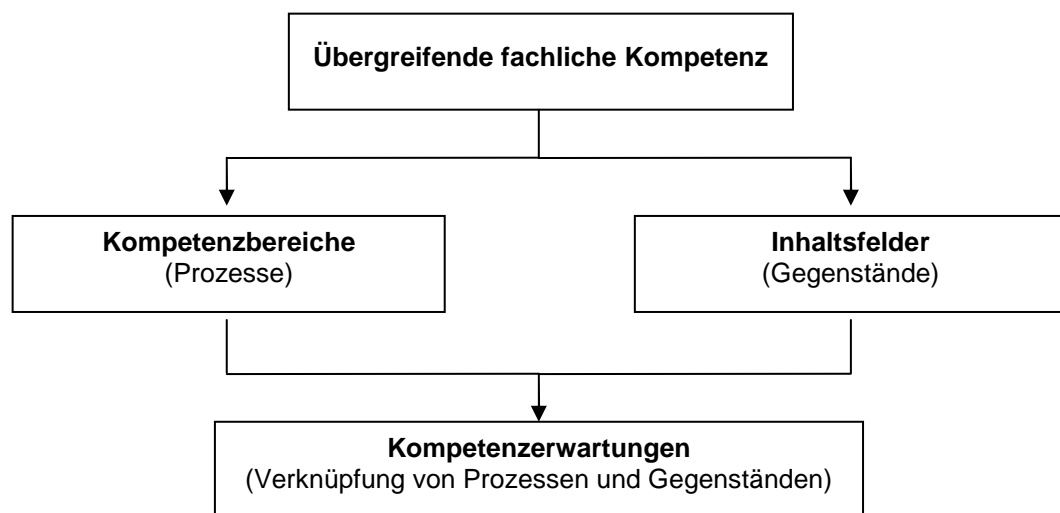 Übergreifende fachliche Kompetenz
Kompetenzbereiche
(Prozesse)
Inhaltsfelder
(Gegenstände)
Kompetenzerwartungen
(Verknüpfung von Prozessen und Gegenständen)